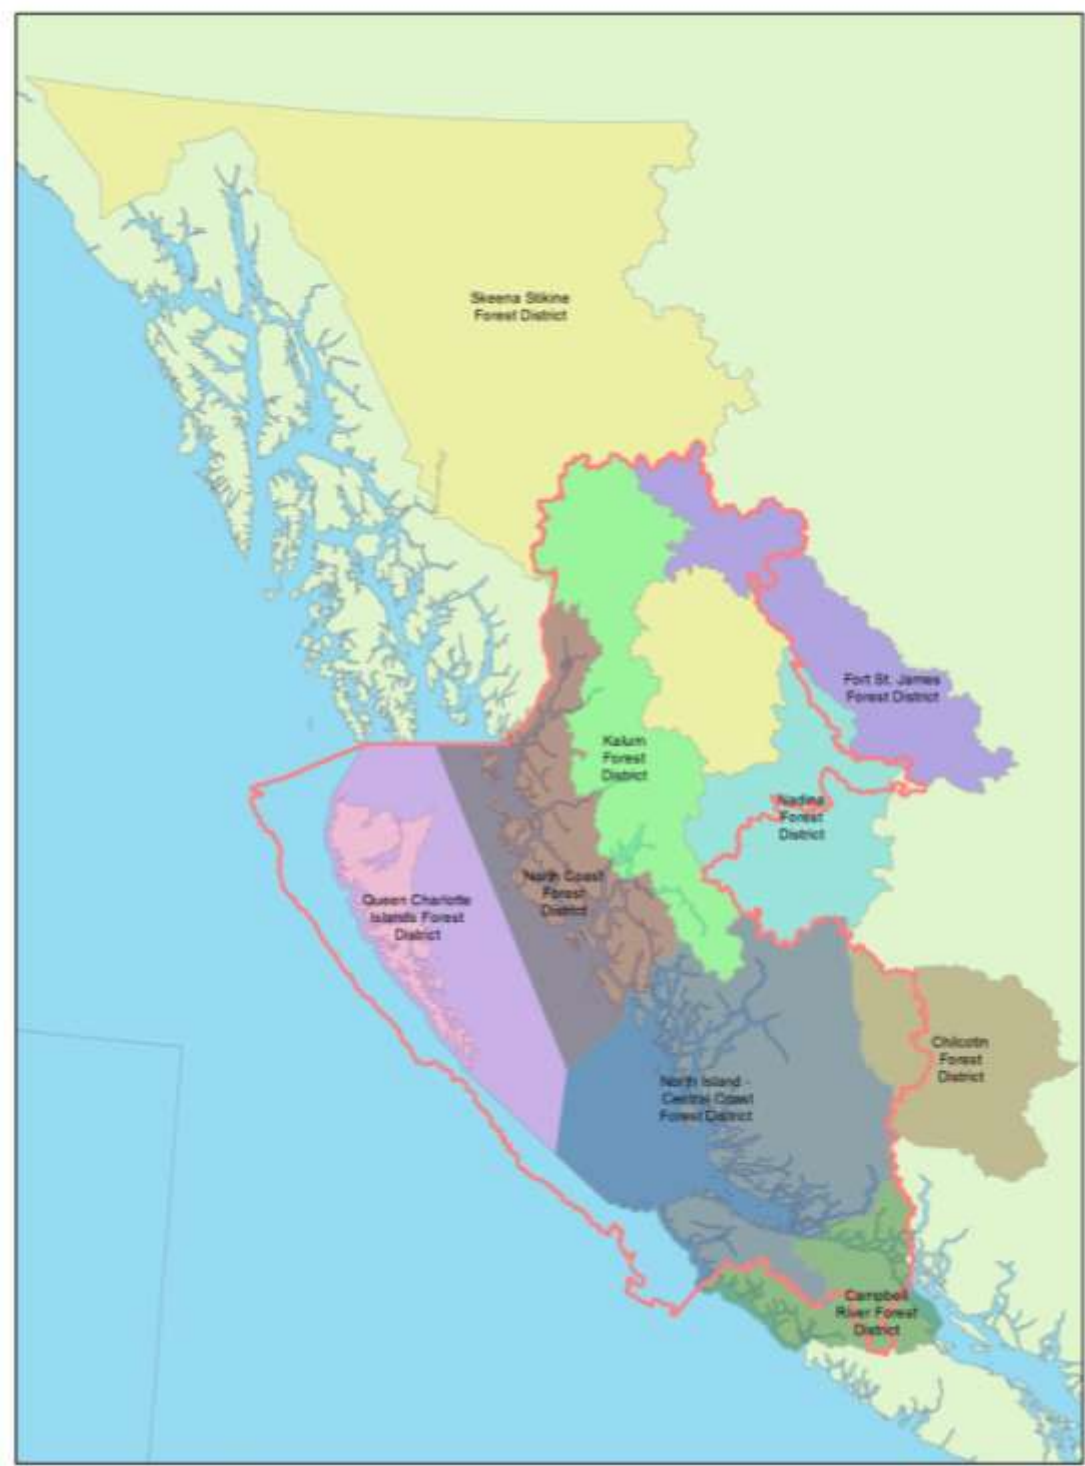 Skeena Stikine
Forest District
Fort St. James
Forest District
Kalum
Forest
District
Nadina
Forest
District
North Coast
Forest
District
Queen Charlotte
Islands Forest
District
Chilcotin
Forest
District
North Island -
Central Coast
Forest District
Campbell
River Forest
District